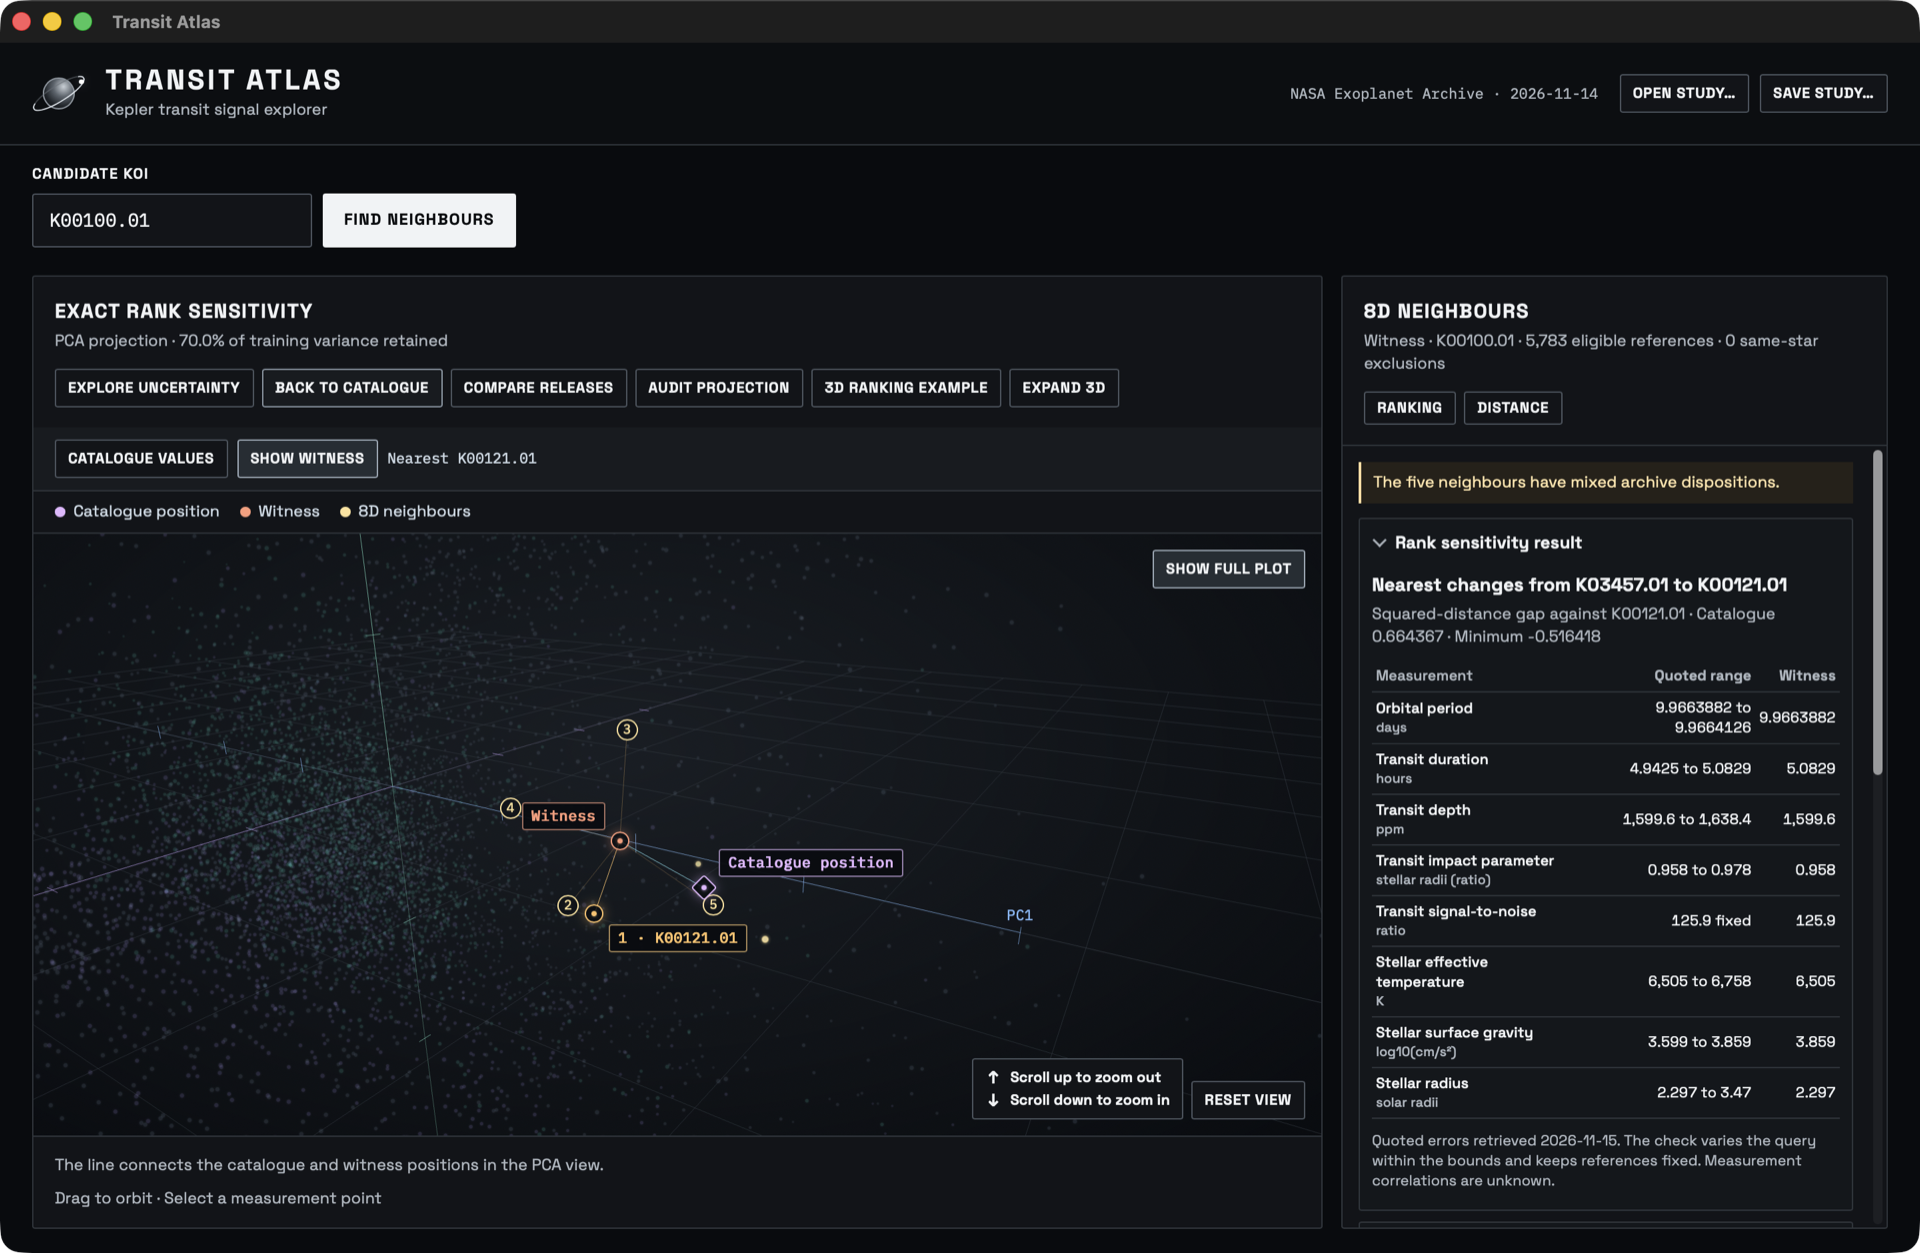 Transit Atlas
TRANSIT ATLAS
Kepler transit signal explorer
NASA Exoplanet Archive · 2026-11-14
OPEN STUDY…
SAVE STUDY…
CANDIDATE KOI
K00100.01
FIND NEIGHBOURS
EXACT RANK SENSITIVITY
PCA projection · 70.0% of training variance retained
EXPLORE UNCERTAINTY
BACK TO CATALOGUE
COMPARE RELEASES
AUDIT PROJECTION
3D RANKING EXAMPLE
EXPAND 3D
CATALOGUE VALUES
SHOW WITNESS
Nearest K00121.01
Catalogue position
Witness
8D neighbours
SHOW FULL PLOT
3
4
Witness
Catalogue position
2
5
1 · K00121.01
PC1
↑ Scroll up to zoom out
↓ Scroll down to zoom in
RESET VIEW
The line connects the catalogue and witness positions in the PCA view.
Drag to orbit · Select a measurement point
8D NEIGHBOURS
Witness · K00100.01 · 5,783 eligible references · 0 same-star
exclusions
RANKING
DISTANCE
The five neighbours have mixed archive dispositions.
Rank sensitivity result
Nearest changes from K03457.01 to K00121.01
Squared-distance gap against K00121.01 · Catalogue
0.664367 · Minimum -0.516418
Measurement Quoted range Witness
Orbital period
days
9.9663882 to
9.9664126
9.9663882
Transit duration
hours
4.9425 to 5.0829
5.0829
Transit depth
ppm
1,599.6 to 1,638.4
1,599.6
Transit impact parameter
stellar radii (ratio)
0.958 to 0.978
0.958
Transit signal-to-noise
ratio
125.9 fixed
125.9
Stellar effective
temperature
K
6,505 to 6,758
6,505
Stellar surface gravity
log10(cm/s²)
3.599 to 3.859
3.859
Stellar radius
solar radii
2.297 to 3.47
2.297
Quoted errors retrieved 2026-11-15. The check varies the query
within the bounds and keeps references fixed. Measurement
correlations are unknown.